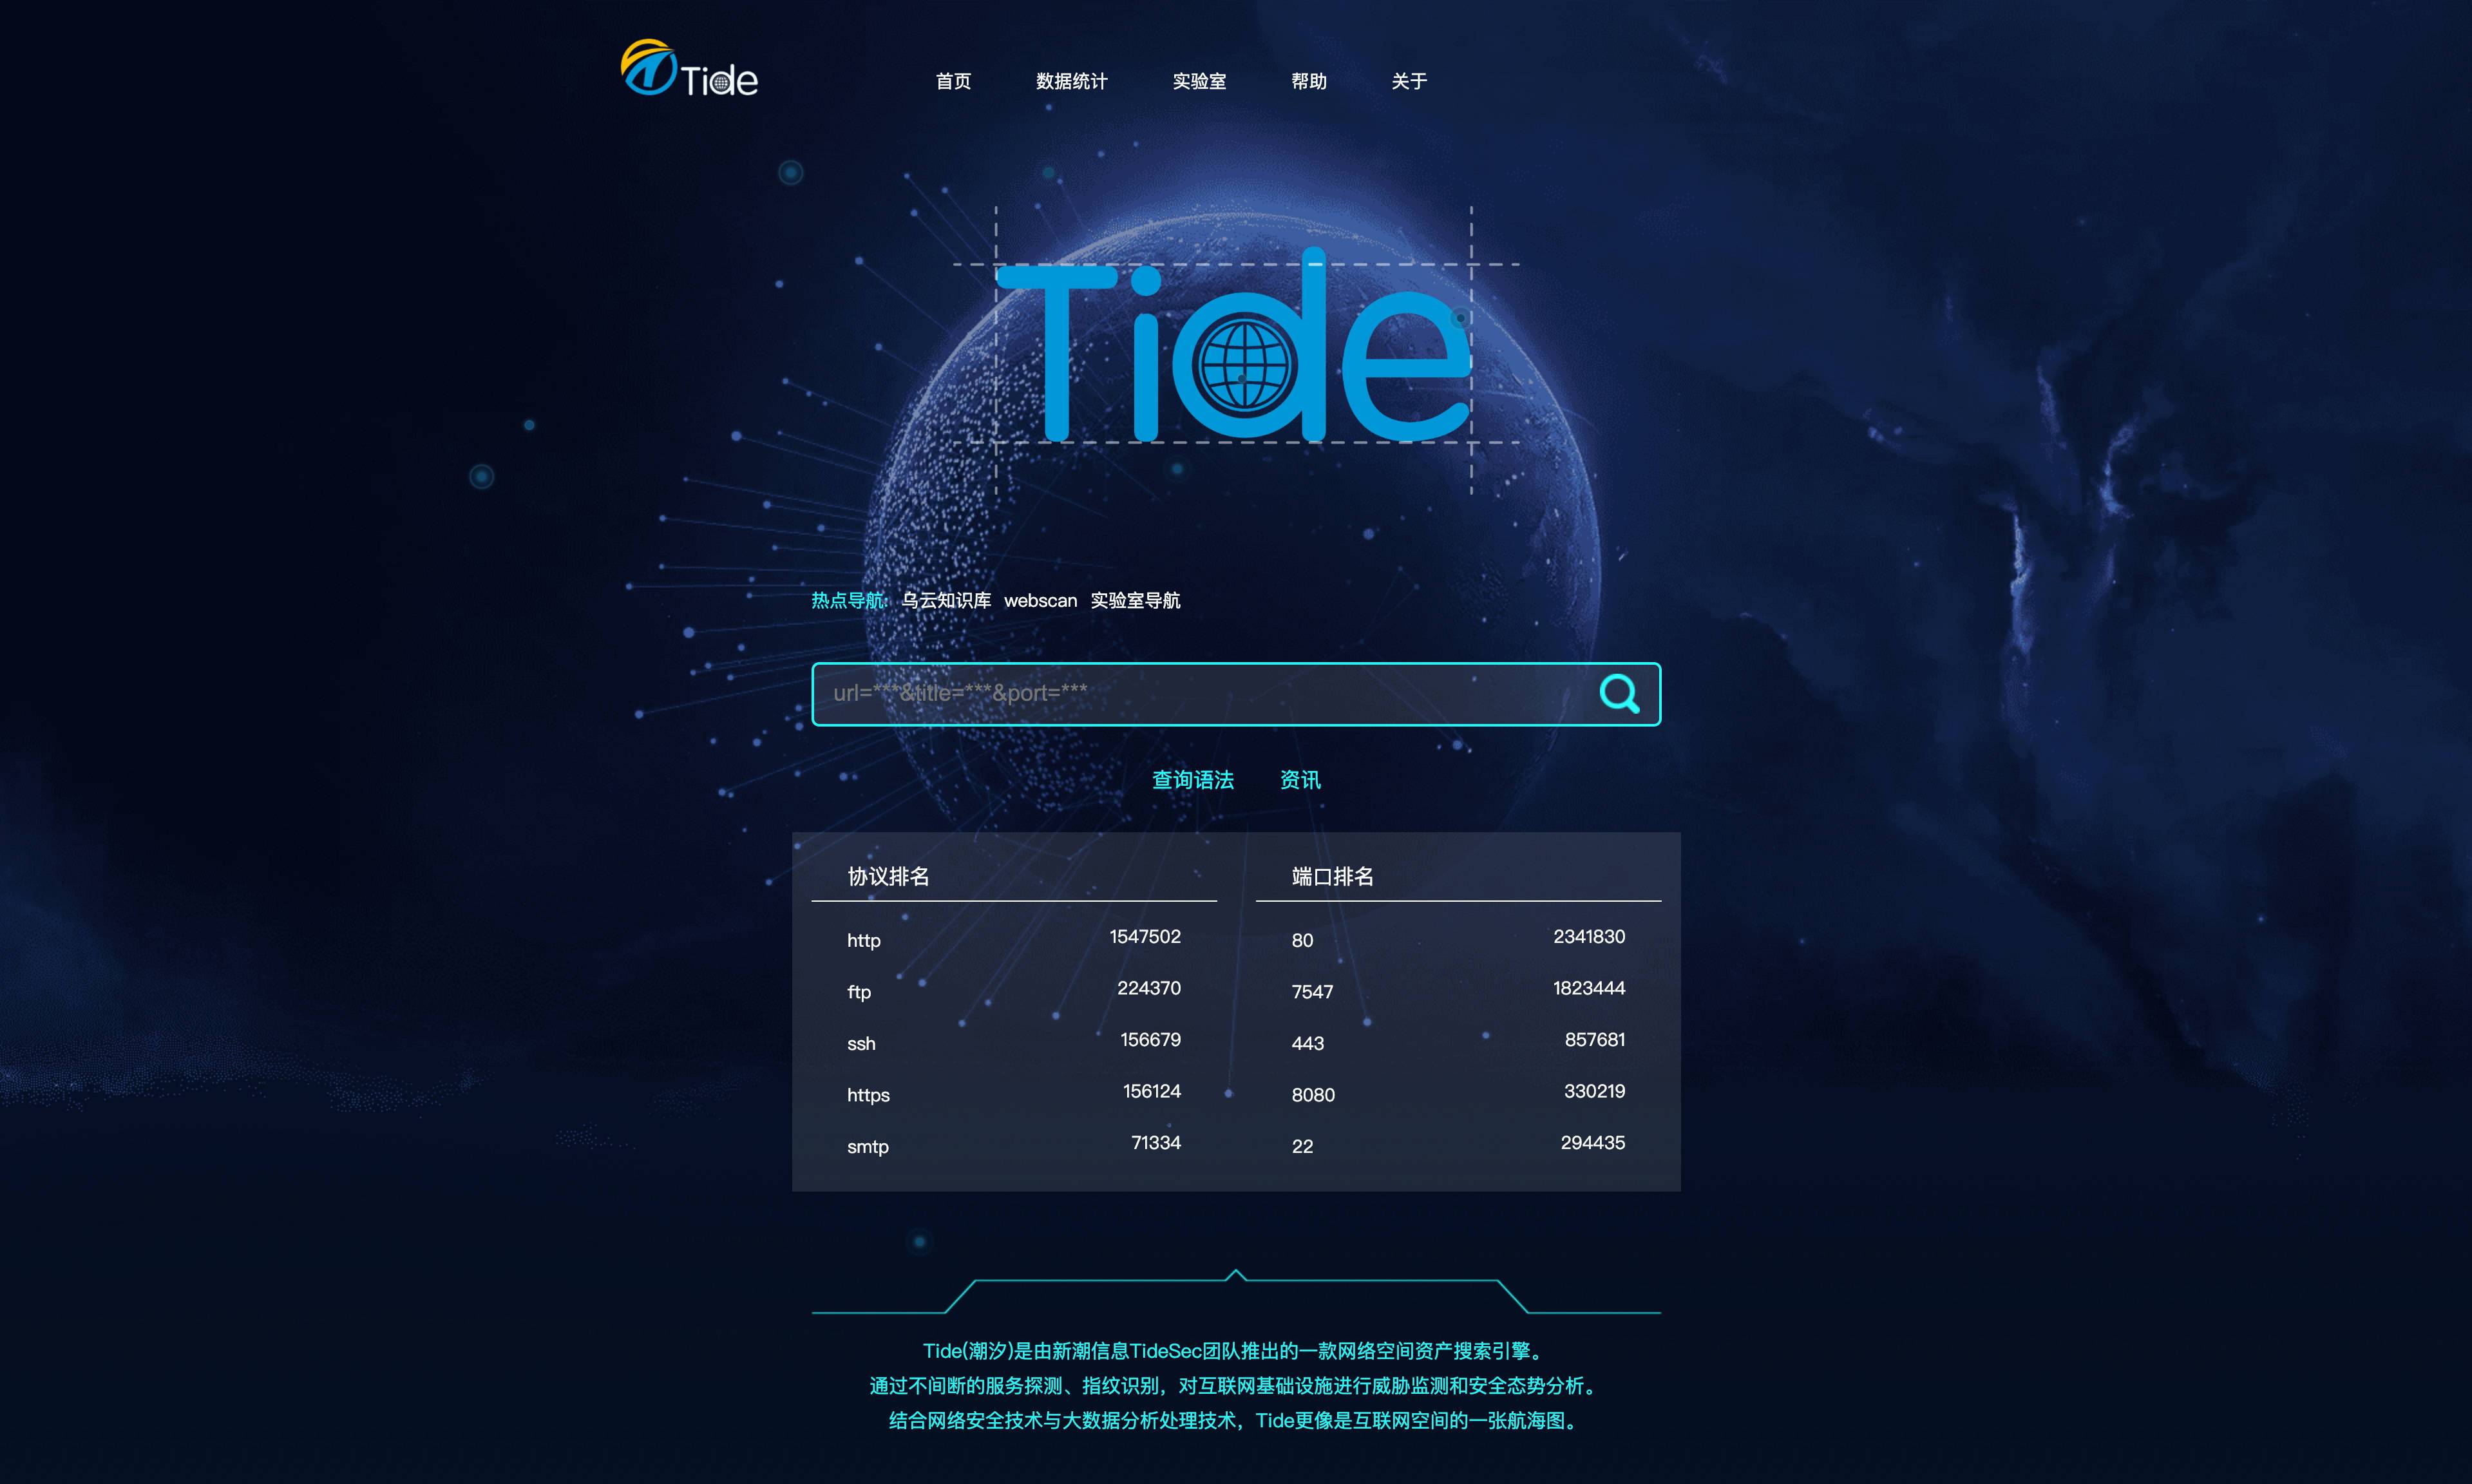 Tide
首页 数据统计 实验室 帮助 关于
Tide
热点导航: 乌云知识库 webscan 实验室导航
url=***&title=***&port=***
查询语法 资讯
协议排名 端口排名
http 1547502 80 2341830
ftp 224370 7547 1823444
ssh 156679 443 857681
https 156124 8080 330219
smtp 71334 22 294435
Tide(潮汐)是由新潮信息TideSec团队推出的一款网络空间资产搜索引擎。
通过不间断的服务探测、指纹识别，对互联网基础设施进行威胁监测和安全态势分析。
结合网络安全技术与大数据分析处理技术，Tide更像是互联网空间的一张航海图。